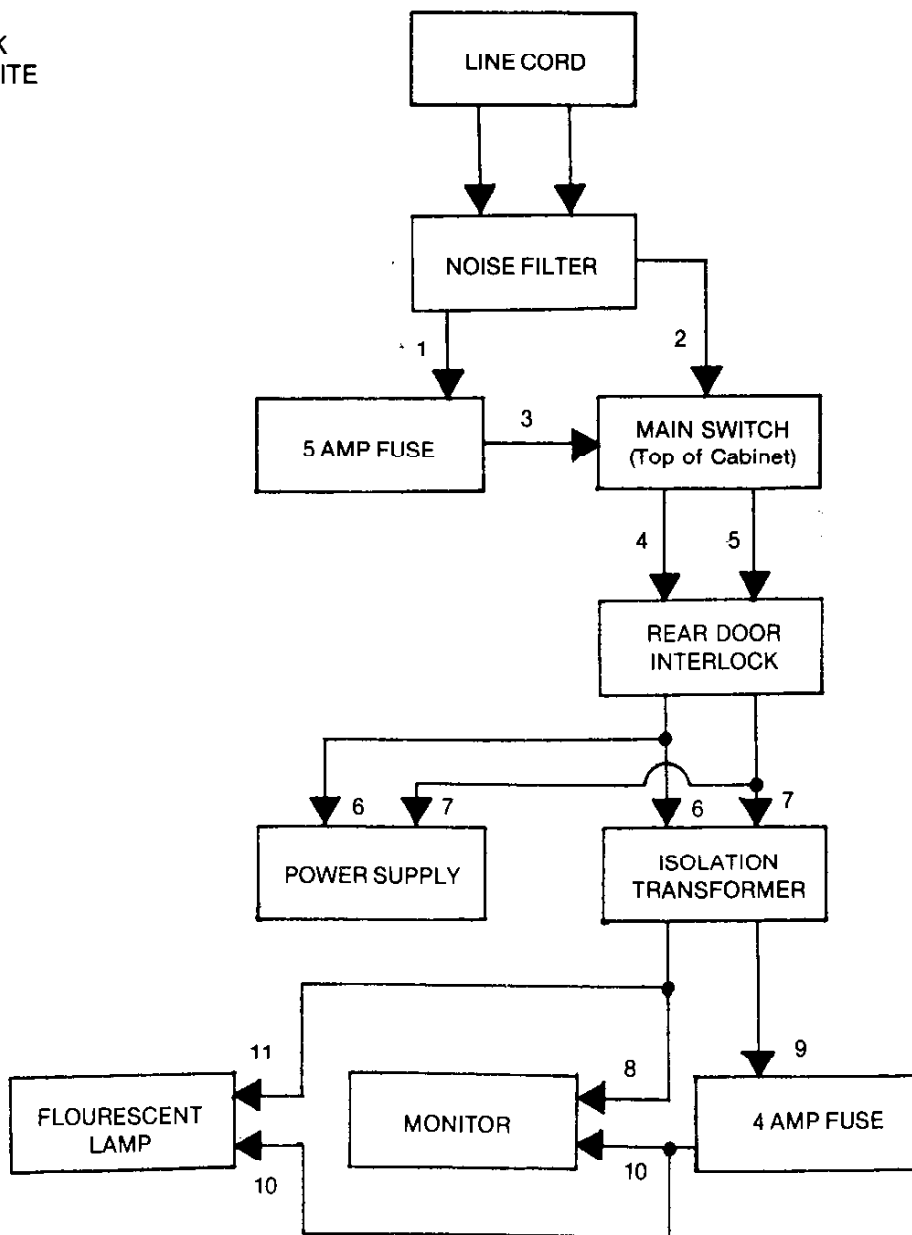 K
ITE
LINE CORD
NOISE FILTER
1
2
5 AMP FUSE
3
MAIN SWITCH
(Top of Cabinet)
4
5
REAR DOOR
INTERLOCK
6
7
6
7
POWER SUPPLY
ISOLATION
TRANSFORMER
11
8
9
FLOURESCENT
LAMP
MONITOR
4 AMP FUSE
10
10